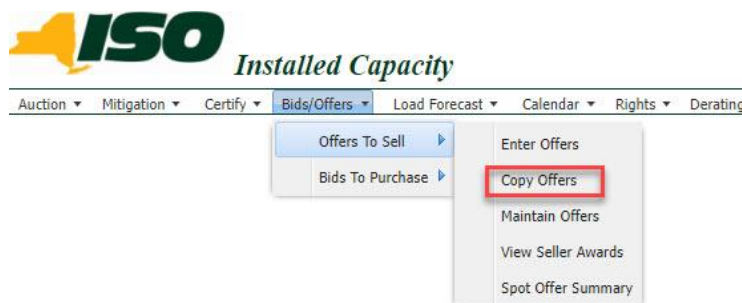 ISO
Installed Capacity
Auction ▾ Mitigation ▾ Certify ▾ Bids/Offers ▾ Load Forecast ▾ Calendar ▾ Rights ▾ Derating
Offers To Sell Enter Offers
Bids To Purchase Copy Offers
Maintain Offers
View Seller Awards
Spot Offer Summary